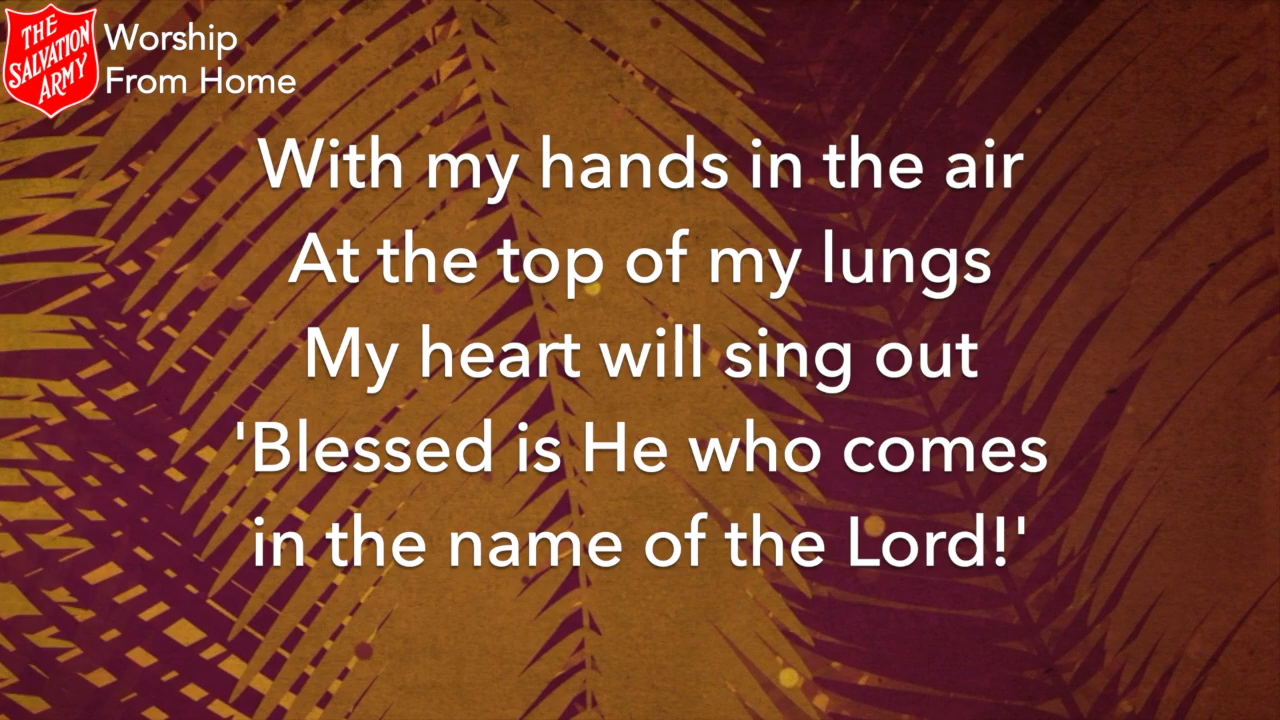 THE
SALVATION
ARMY
Worship
From Home
With my hands in the air
At the top of my lungs
My heart will sing out
'Blessed is He who comes
in the name of the Lord!'